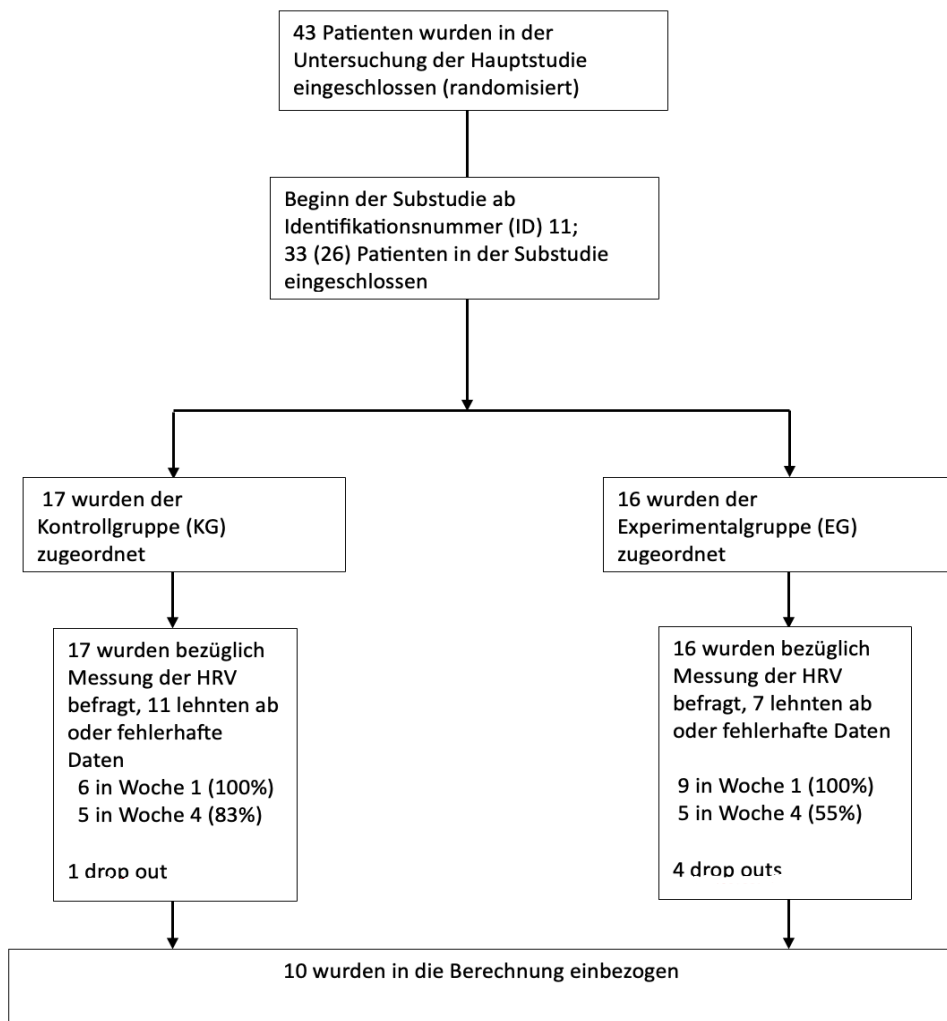 43 Patienten wurden in der
Untersuchung der Hauptstudie
eingeschlossen (randomisiert)
Beginn der Substudie ab
Identifikationsnummer (ID) 11;
33 (26) Patienten in der Substudie
eingeschlossen
17 wurden der
Kontrollgruppe (KG)
zugeordnet
16 wurden der
Experimentalgruppe (EG)
zugeordnet
17 wurden bezüglich
Messung der HRV
befragt, 11 lehnten ab
oder fehlerhafte
Daten
6 in Woche 1 (100%)
5 in Woche 4 (83%)
1 drop out
16 wurden bezüglich
Messung der HRV
befragt, 7 lehnten ab
oder fehlerhafte Daten
9 in Woche 1 (100%)
5 in Woche 4 (55%)
4 drop outs
10 wurden in die Berechnung einbezogen